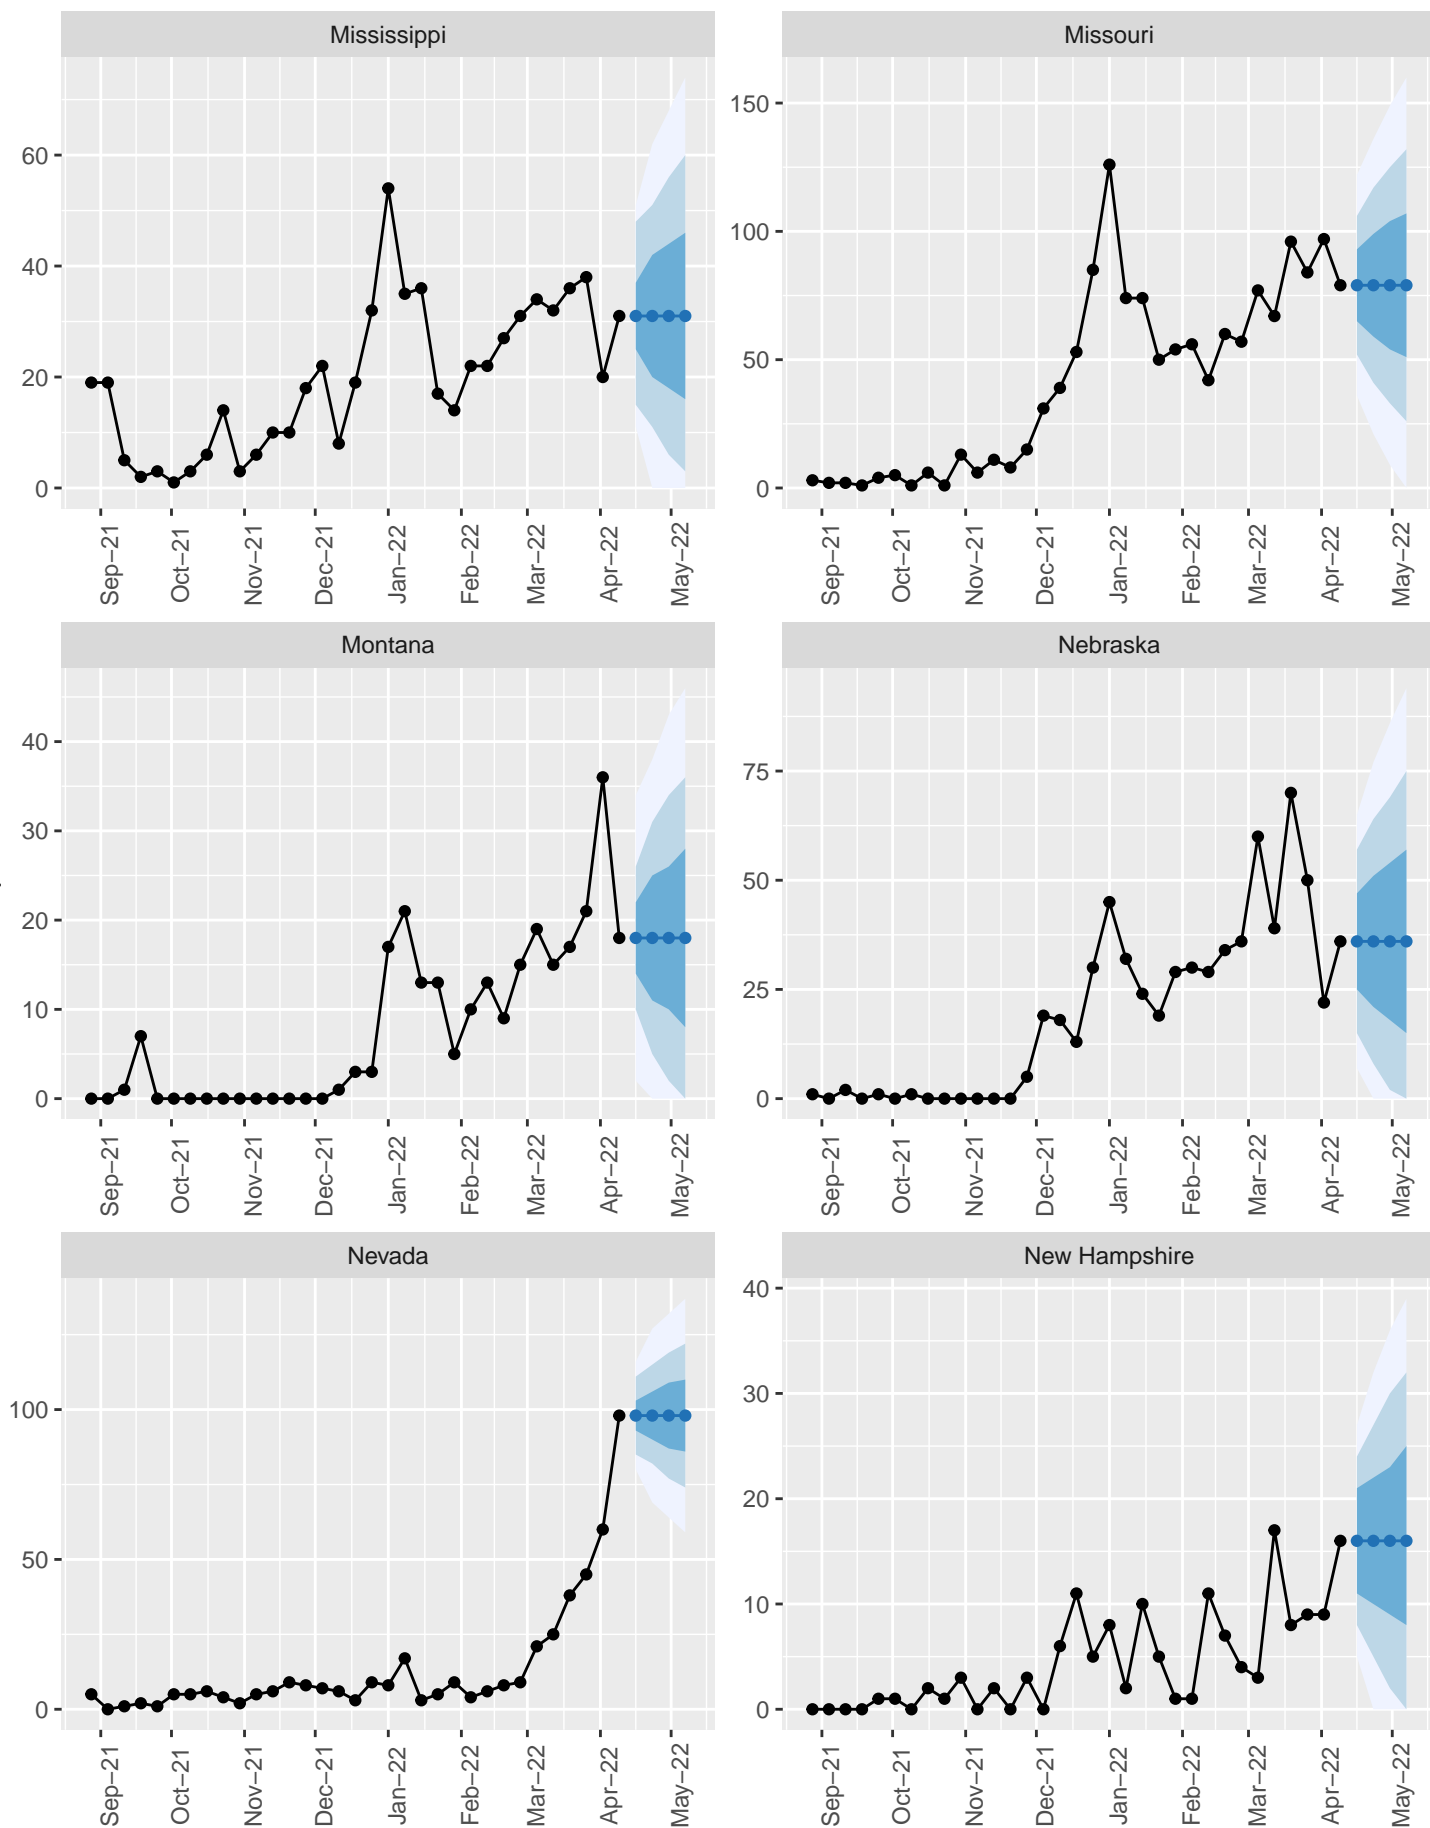 Mississippi
Missouri
60
40
20
0
150
100
50
0
Sep−21
Oct−21
Nov−21
Dec−21
Jan−22
Feb−22
Mar−22
Apr−22
May−22
Sep−21
Oct−21
Nov−21
Dec−21
Jan−22
Feb−22
Mar−22
Apr−22
May−22
Montana
Nebraska
40
30
20
10
0
75
50
25
0
Sep−21
Oct−21
Nov−21
Dec−21
Jan−22
Feb−22
Mar−22
Apr−22
May−22
Sep−21
Oct−21
Nov−21
Dec−21
Jan−22
Feb−22
Mar−22
Apr−22
May−22
Nevada
New Hampshire
100
50
0
40
30
20
10
0
Sep−21
Oct−21
Nov−21
Dec−21
Jan−22
Feb−22
Mar−22
Apr−22
May−22
Sep−21
Oct−21
Nov−21
Dec−21
Jan−22
Feb−22
Mar−22
Apr−22
May−22